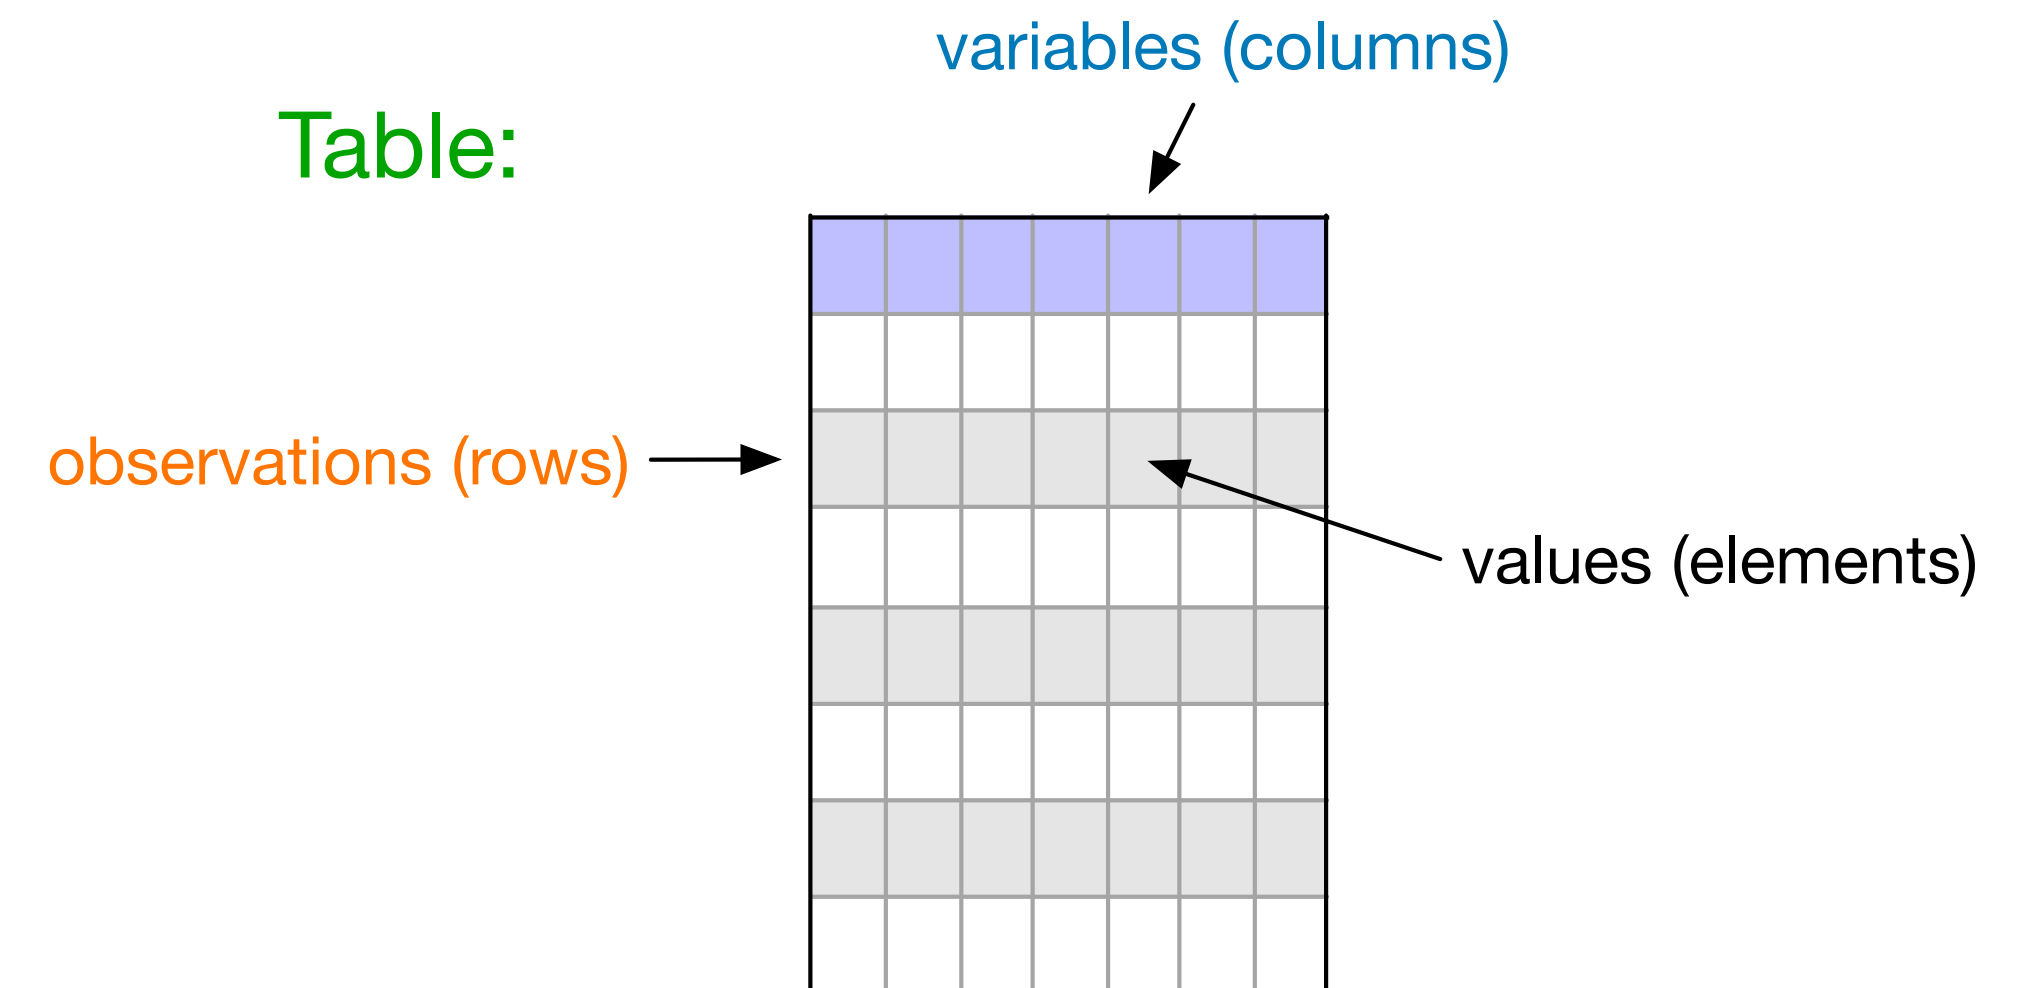 variables (columns)
Table:
observations (rows)
values (elements)